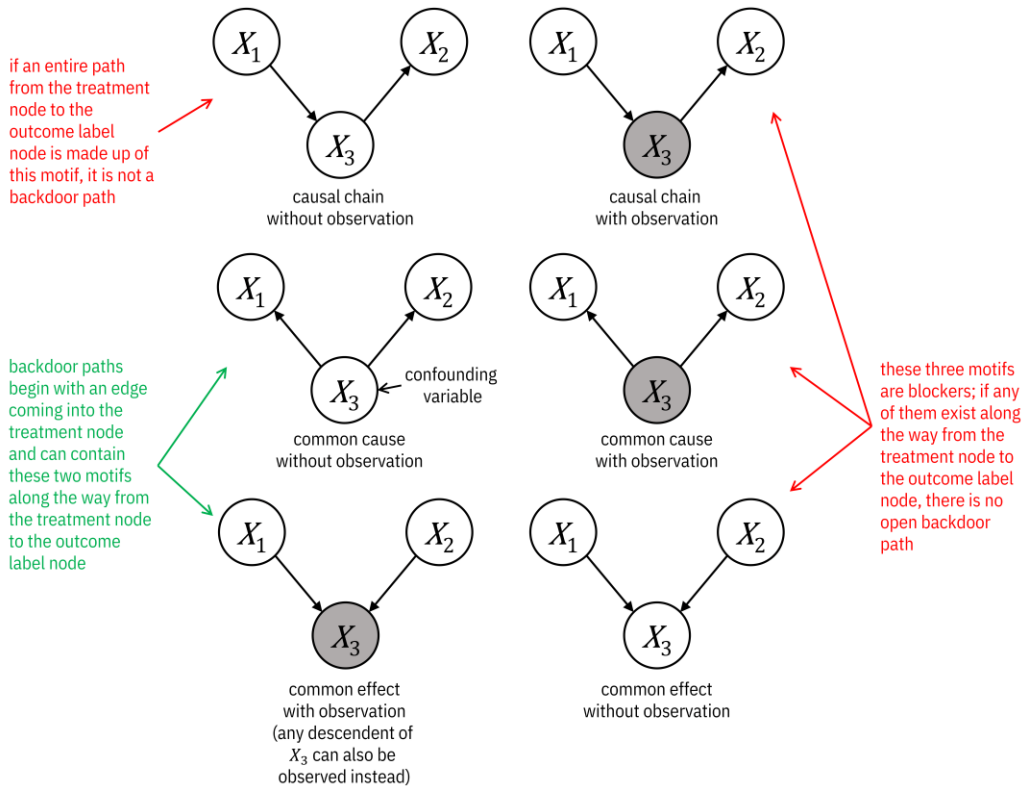 X1
X2
X3
causal chain
without observation
X1
X2
X3
causal chain
with observation
if an entire path
from the treatment
node to the
outcome label
node is made up of
this motif, it is not a
backdoor path
X1
X2
X3
confounding
variable
common cause
without observation
X1
X2
X3
common cause
with observation
backdoor paths
begin with an edge
coming into the
treatment node
and can contain
these two motifs
along the way from
the treatment node
to the outcome
label node
these three motifs
are blockers; if any
of them exist along
the way from the
treatment node to
the outcome label
node, there is no
open backdoor
path
X1
X2
X3
common effect
with observation
(any descendent of
X3 can also be
observed instead)
X1
X2
X3
common effect
without observation